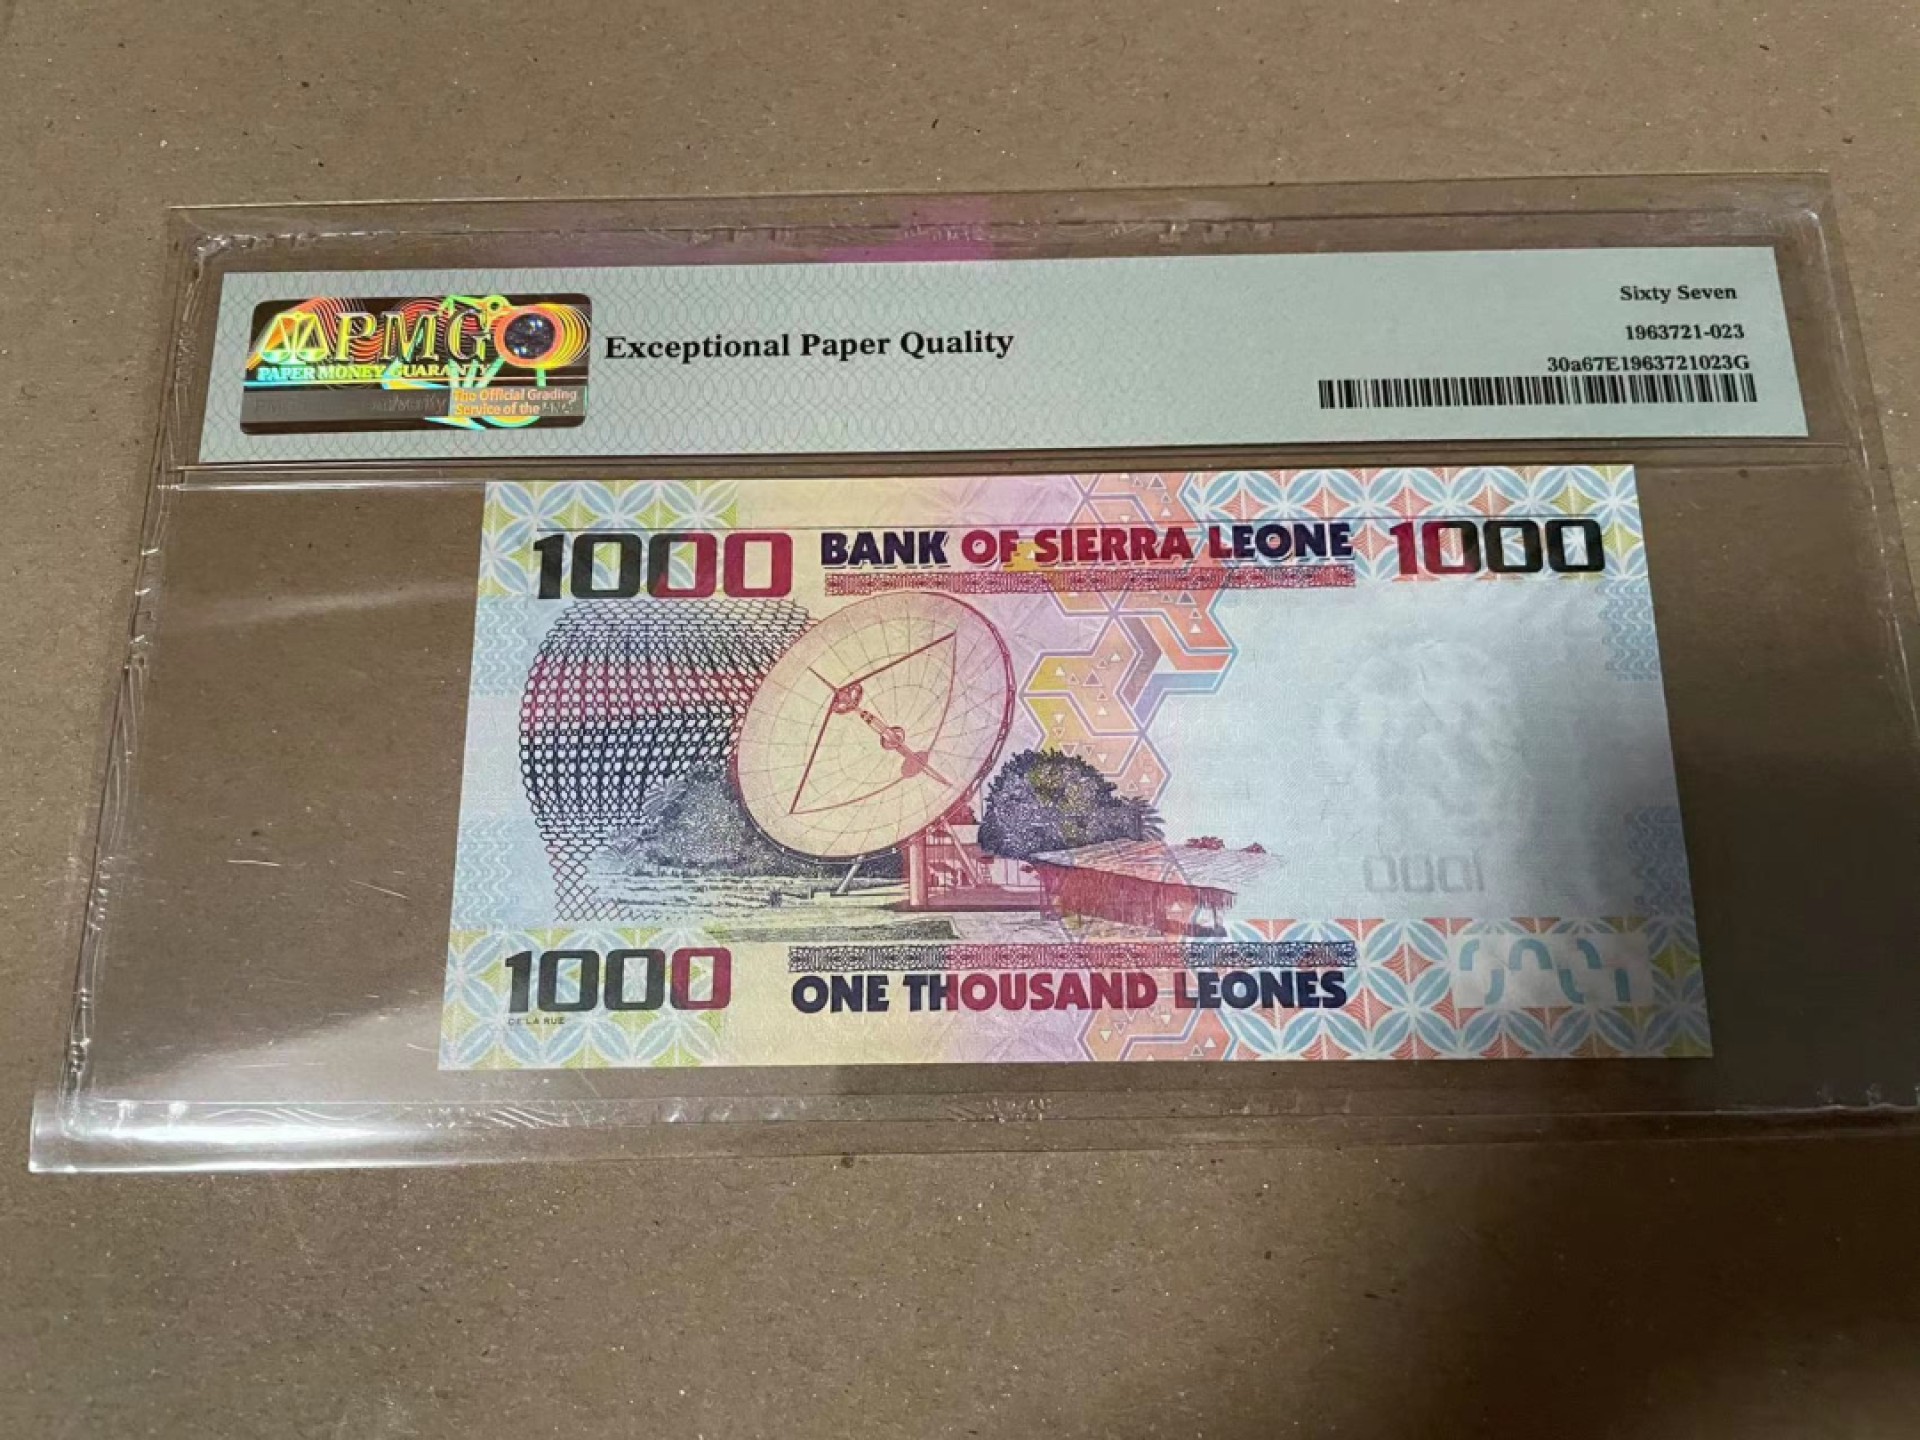 PMG
PAPER MONEY GUARANTY
The Official Grading
Service of the ANA
Exceptional Paper Quality
Sixty Seven
1963721-023
30a67E1963721023G
1000 BANK OF SIERRA LEONE 1000
1000
1000 ONE THOUSAND LEONES
DE LA RUE